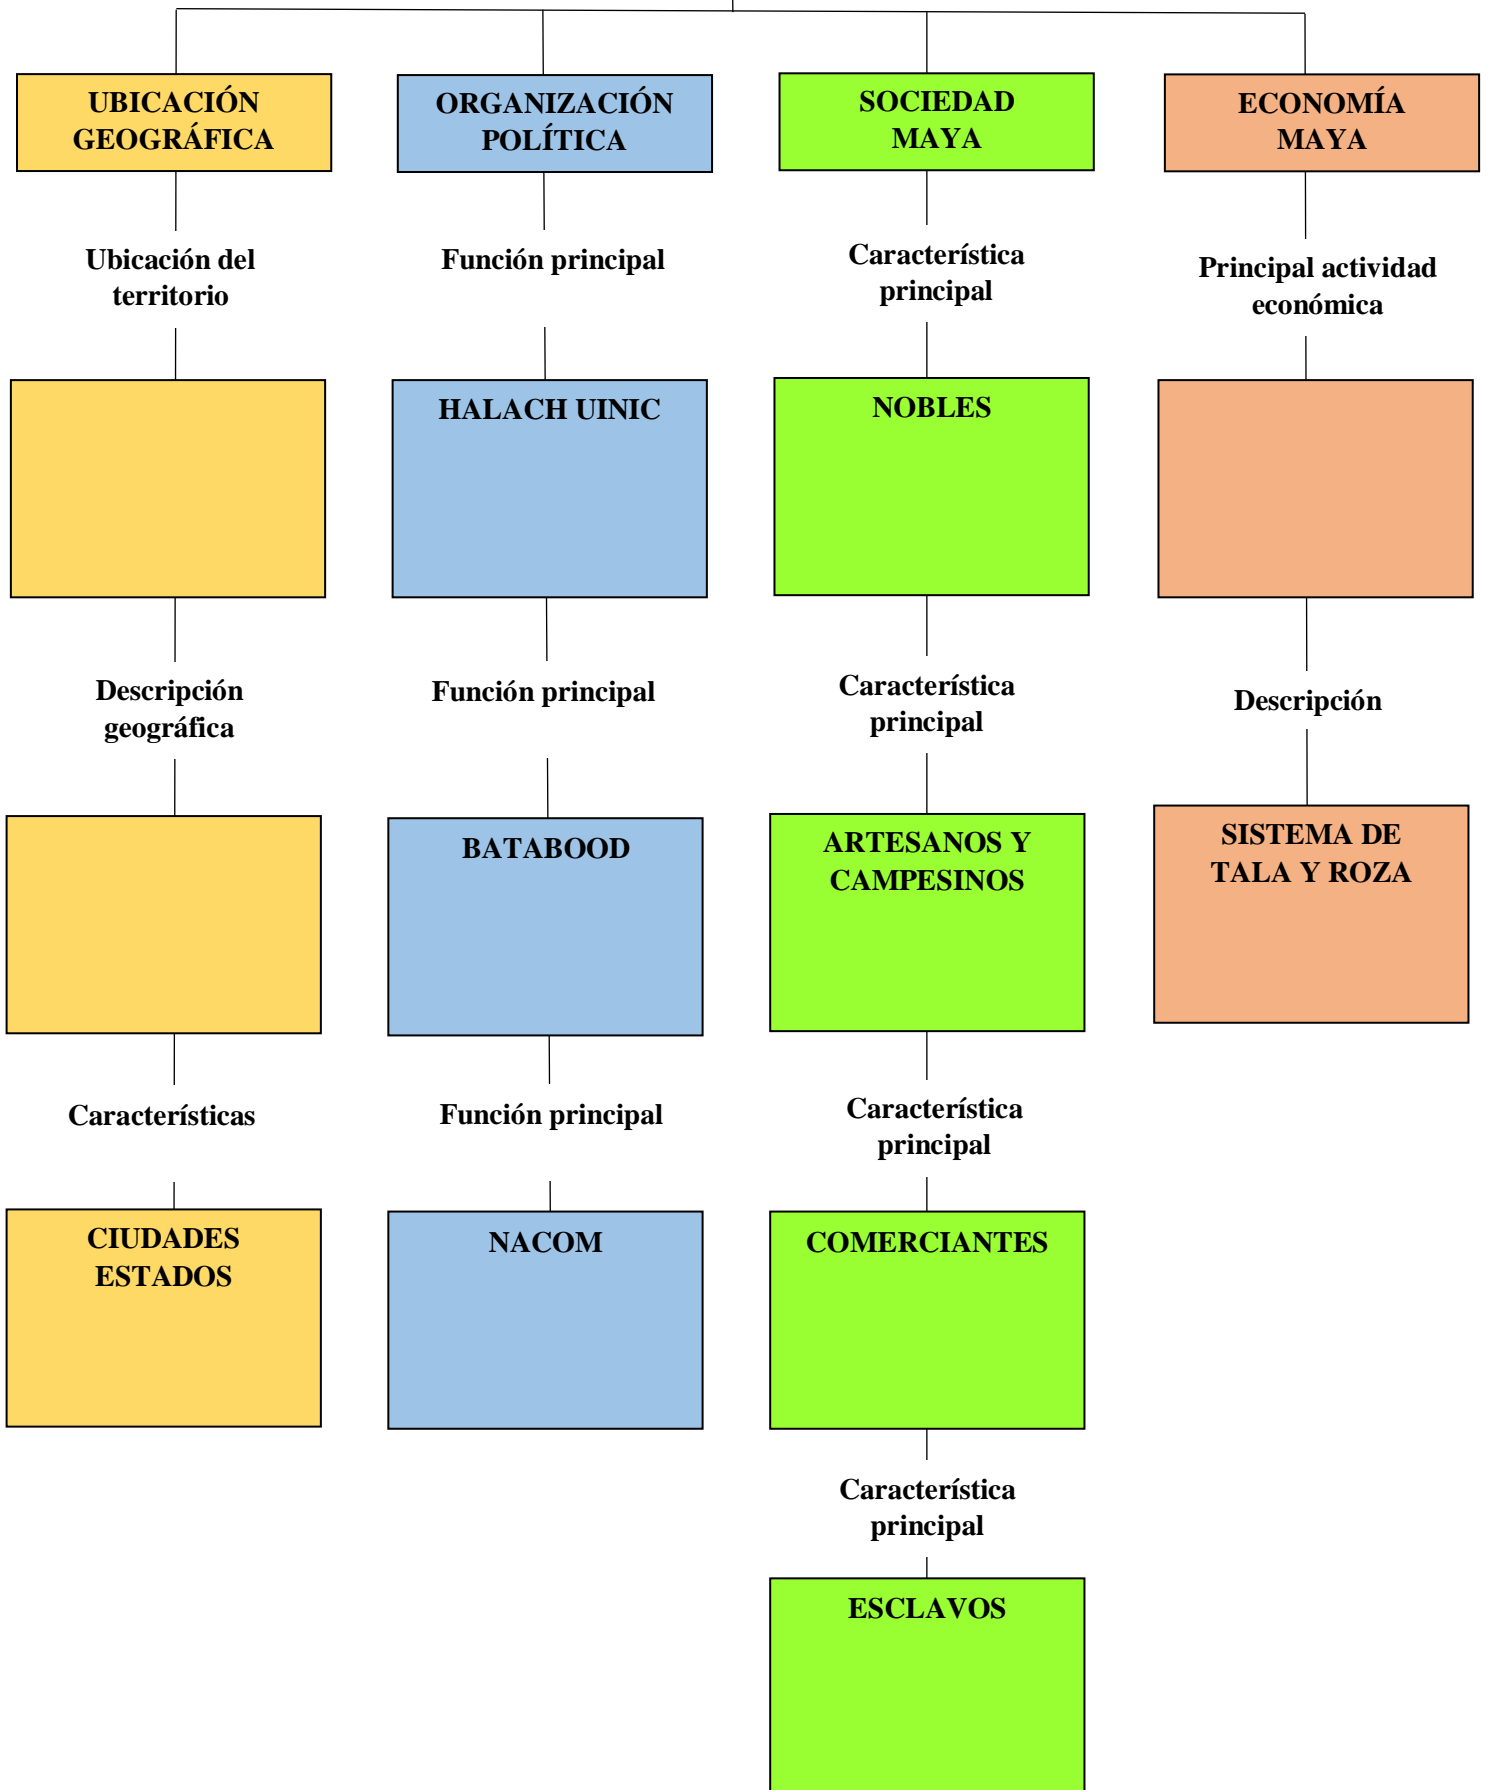 UBICACIÓN
GEOGRÁFICA
Ubicación del
territorio
Descripción
geográfica
Características
CIUDADES
ESTADOS
ORGANIZACIÓN
POLÍTICA
Función principal
HALACH UINIC
Función principal
BATABOOD
Función principal
NACOM
SOCIEDAD
MAYA
Característica
principal
NOBLES
Característica
principal
ARTESANOS Y
CAMPESINOS
Característica
principal
COMERCIANTES
Característica
principal
ESCLAVOS
ECONOMÍA
MAYA
Principal actividad
económica
Descripción
SISTEMA DE
TALA Y ROZA